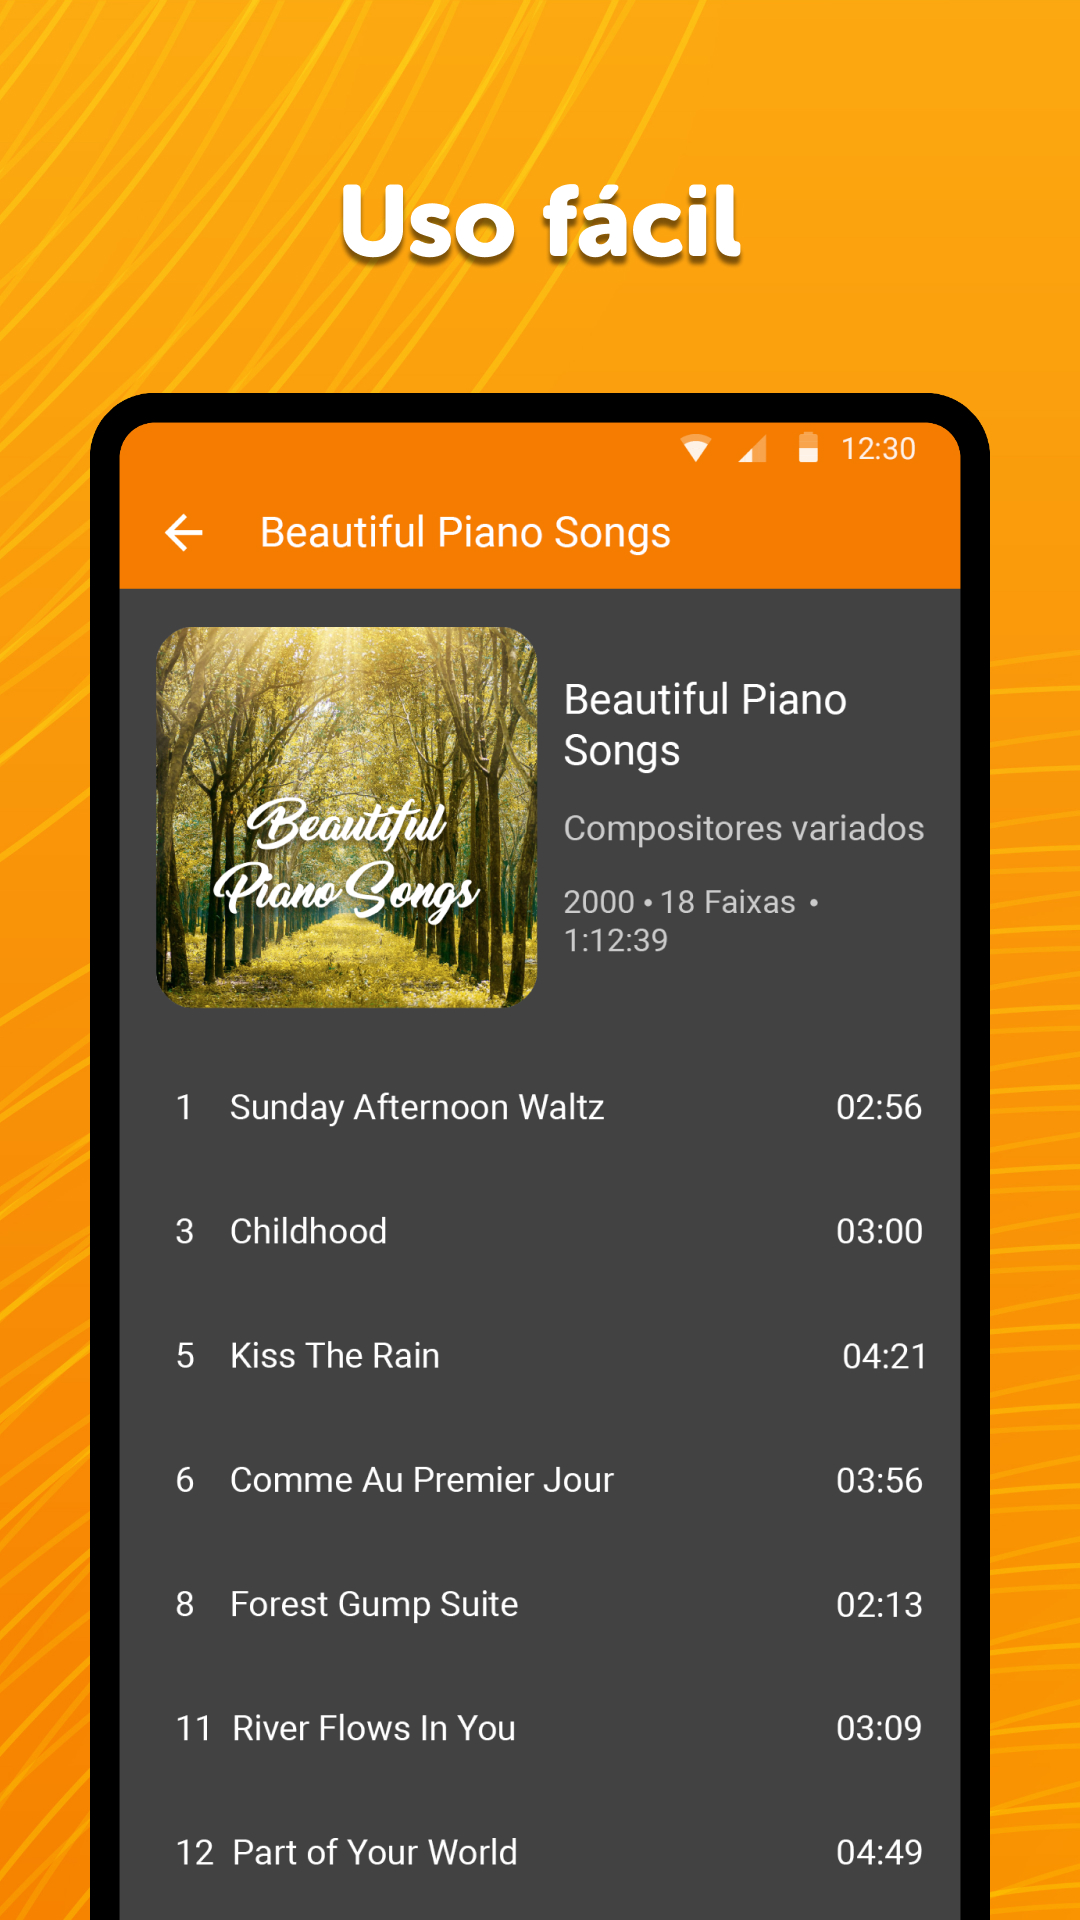 Uso fácil
12:30
Beautiful Piano Songs
Beautiful
Piano Songs
Beautiful Piano
Songs
Compositores variados
2000 • 18 Faixas •
1:12:39
1 Sunday Afternoon Waltz 02:56
3 Childhood 03:00
5 Kiss The Rain 04:21
6 Comme Au Premier Jour 03:56
8 Forest Gump Suite 02:13
11 River Flows In You 03:09
12 Part of Your World 04:49